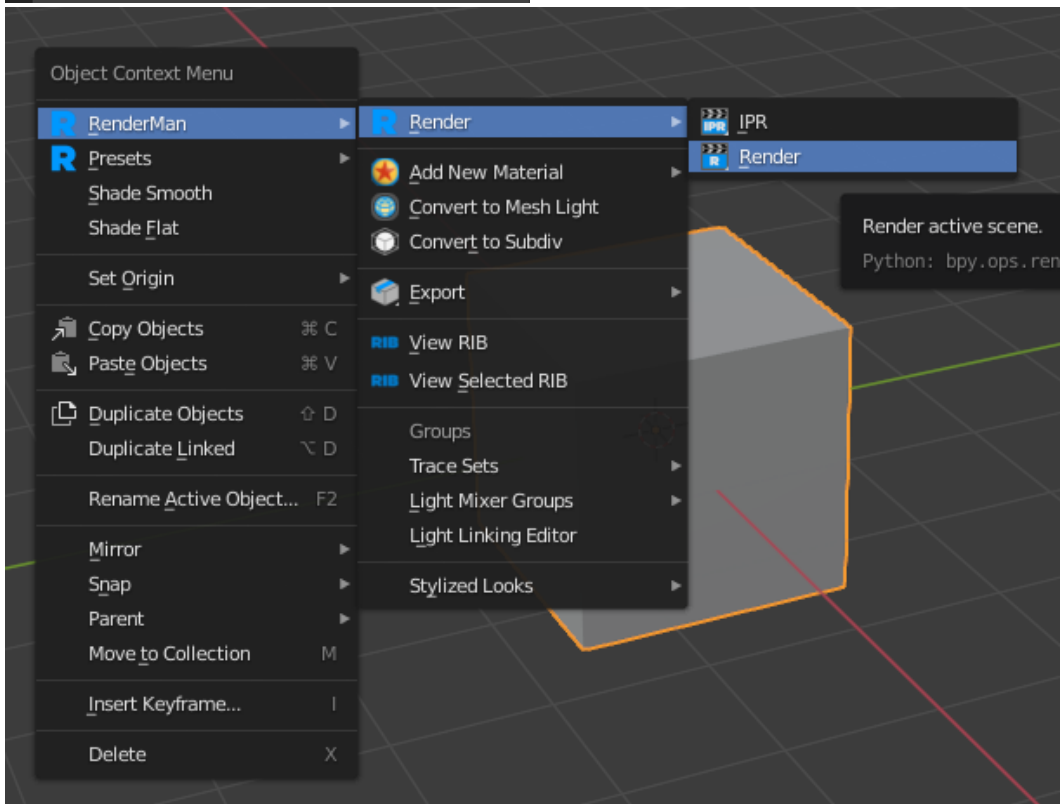 Object Context Menu
RenderMan
Presets
Shade Smooth
Shade Flat
Set Origin
Copy Objects ⌘ C
Paste Objects ⌘ V
Duplicate Objects ⇧ D
Duplicate Linked ⌥ D
Rename Active Object... F2
Mirror
Snap
Parent
Move to Collection M
Insert Keyframe... I
Delete X
Render
Add New Material
Convert to Mesh Light
Convert to Subdiv
Export
RIB View RIB
RIB View Selected RIB
Groups
Trace Sets
Light Mixer Groups
Light Linking Editor
Stylized Looks
IPR IPR
R Render
Render active scene.
Python: bpy.ops.ren